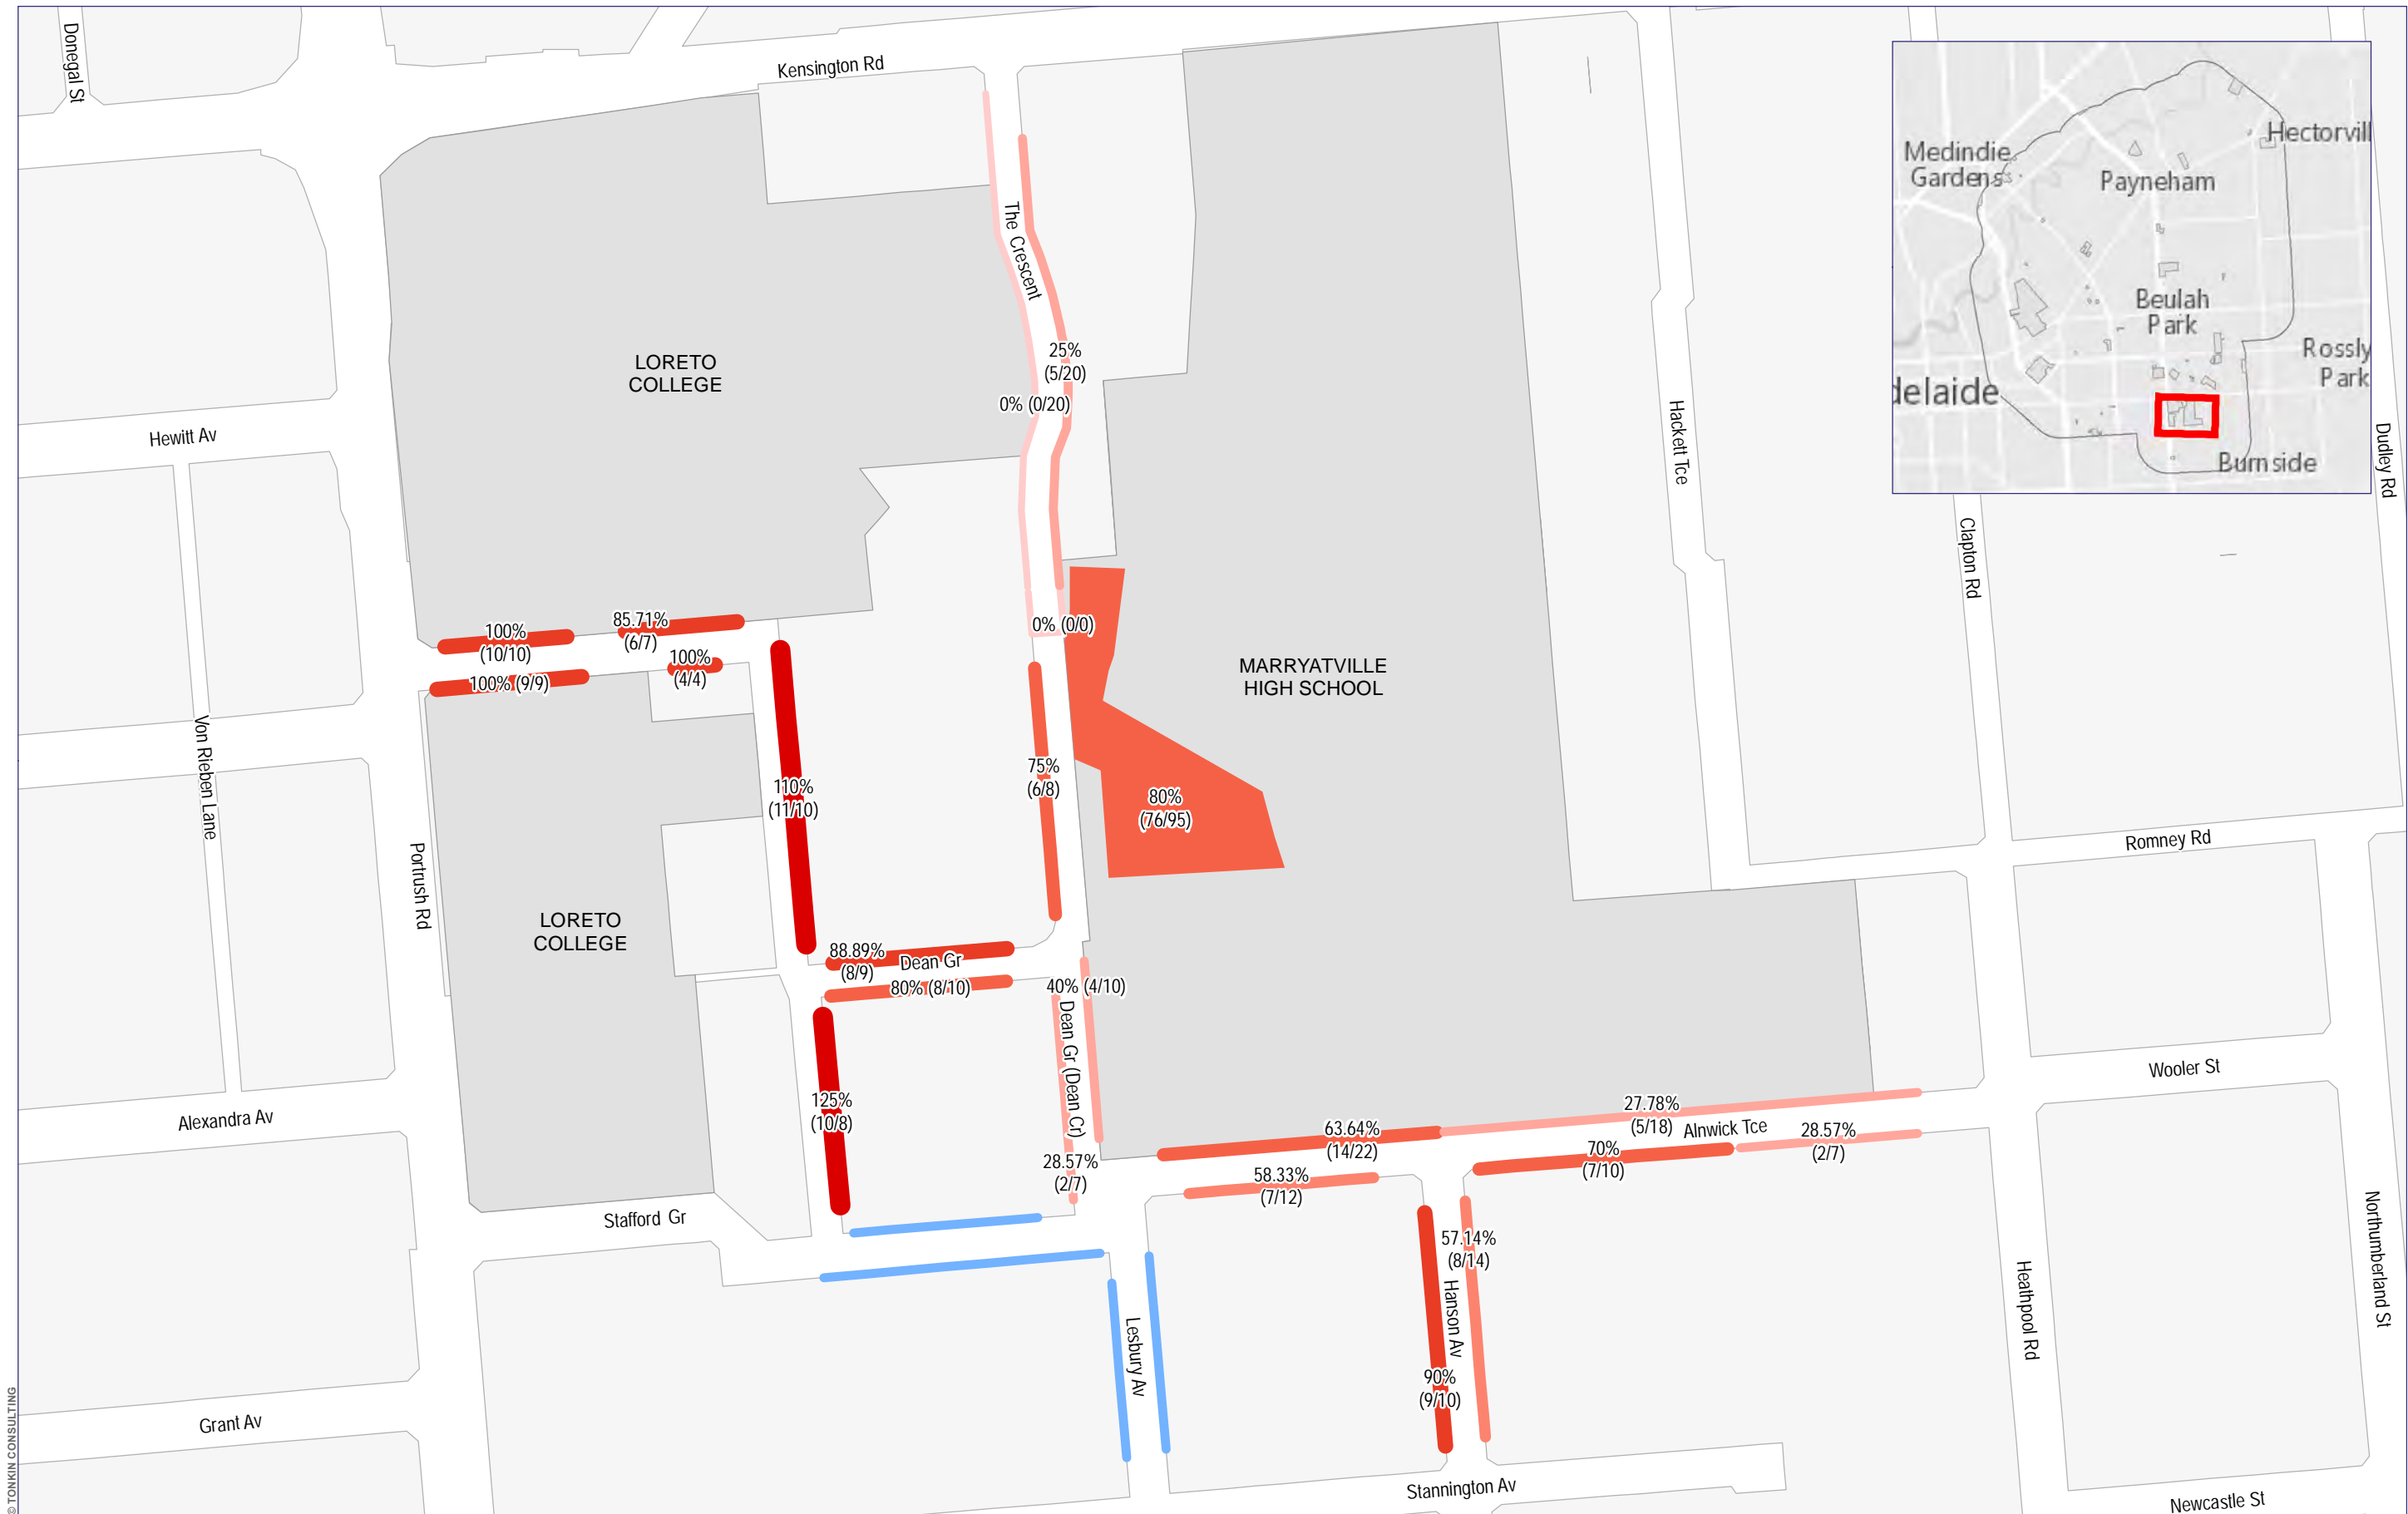 Donegal St
Kensington Rd
Medindie
Gardens
Hectorvill
Payneham
Beulah
Park
Rossly
Park
delaide
Burnside
The Crescent
LORETO
COLLEGE
25%
(5/20)
0% (0/20)
Hackett Tce
Hewitt Av
Dudley Rd
Clapton Rd
85.71%
(6/7)
100%
(10/10)
0% (0/0)
100%
(4/4)
100% (9/9)
MARRYATVILLE
HIGH SCHOOL
Von Rieben Lane
110%
(11/10)
75%
(6/8)
80%
(76/95)
Portrush Rd
Romney Rd
LORETO
COLLEGE
88.89%
(8/9)
Dean Gr
80% (8/10)
40% (4/10)
Dean Gr (Dean Cr)
Wooler St
125%
(10/8)
Alexandra Av
27.78%
(5/18)
Alnwick Tce
63.64%
(14/22)
28.57%
(2/7)
70%
(7/10)
28.57%
(2/7)
58.33%
(7/12)
Stafford Gr
57.14%
(8/14)
Northumberland St
Heathpool Rd
Hanson Av
Lesbury Av
90%
(9/10)
Grant Av
Stannington Av
Newcastle St
© TONKIN CONSULTING